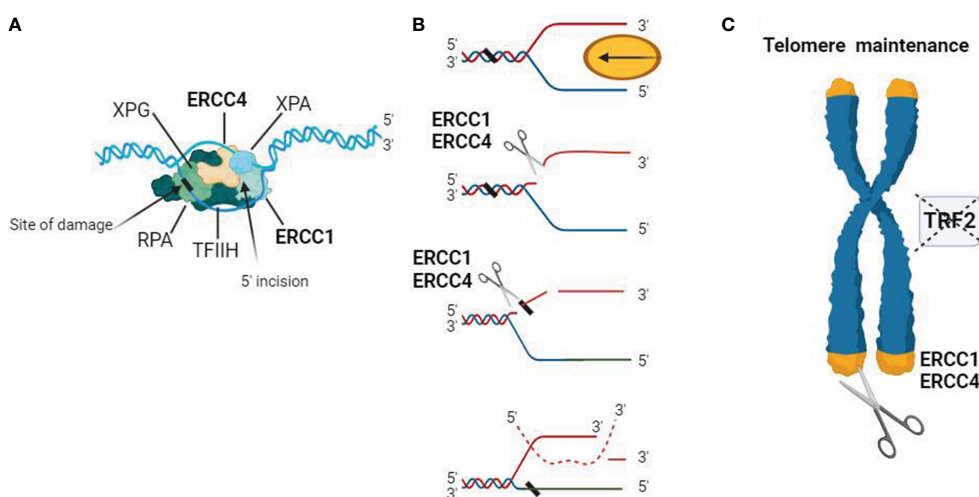 A
XPG
ERCC4
XPA
5'
3'
Site of damage
RPA
TFIIH
ERCC1
5' incision
B
5'
3'
3'
5'
ERCC1
ERCC4
5'
3'
3'
5'
ERCC1
ERCC4
5'
3'
3'
5'
5'
3'
3'
5'
3'
3'
5'
C
Telomere maintenance
TRF2
ERCC1
ERCC4